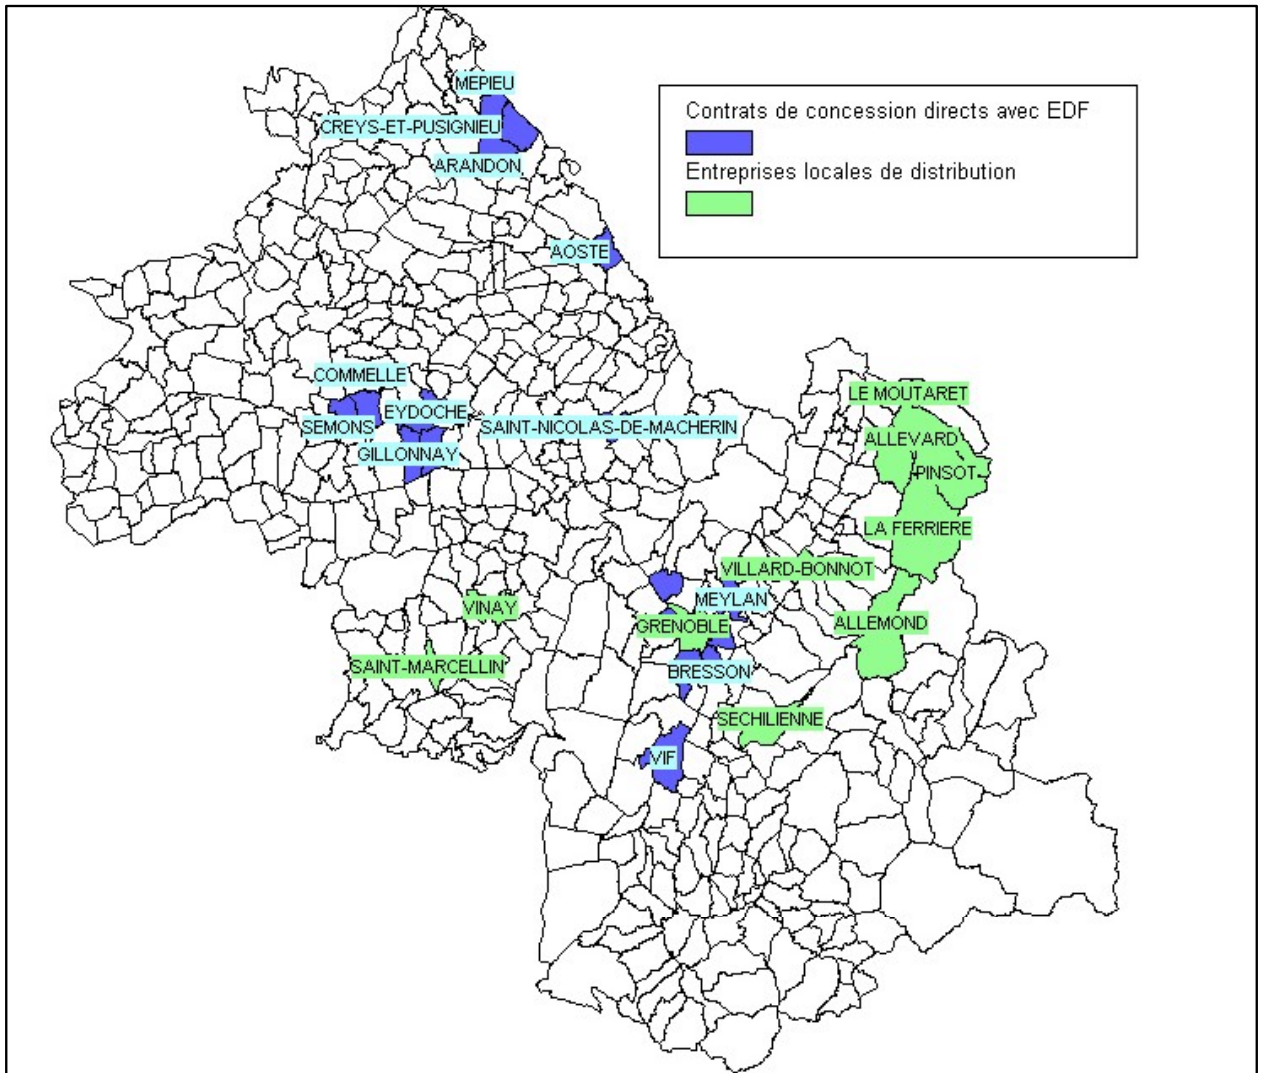 MEPIEU
Contrats de concession directs avec EDF
CREYS-ET-PUSIGNIEU
ARANDON
Entreprises locales de distribution
AOSTE
COMMELLE
LE MOUTARET
EYDOCHE
SEMONS
SAINT-NICOLAS-DE-MACHERIN
ALLEVARD
GILLONNAY
PINSOT
LA FERRIERE
VILLARD-BONNOT
MEYLAN
VINAY
GRENOBLE
ALLEMOND
SAINT-MARCELLIN
BRESSON
SECHILIENNE
VIF